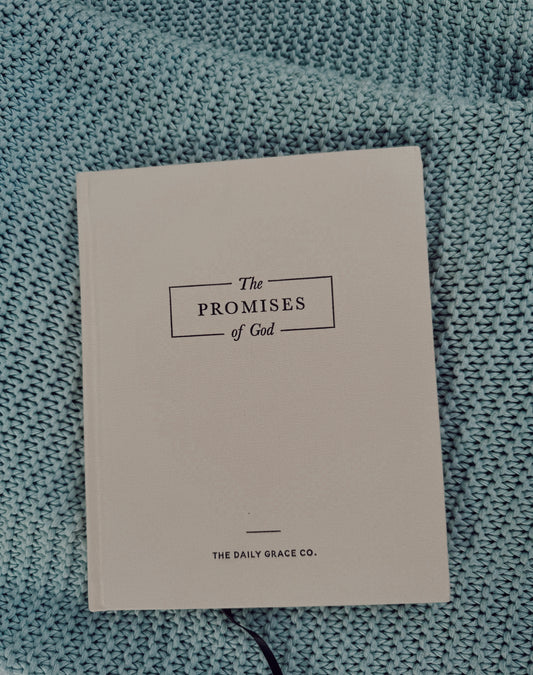 The
PROMISES
of God
THE DAILY GRACE CO.